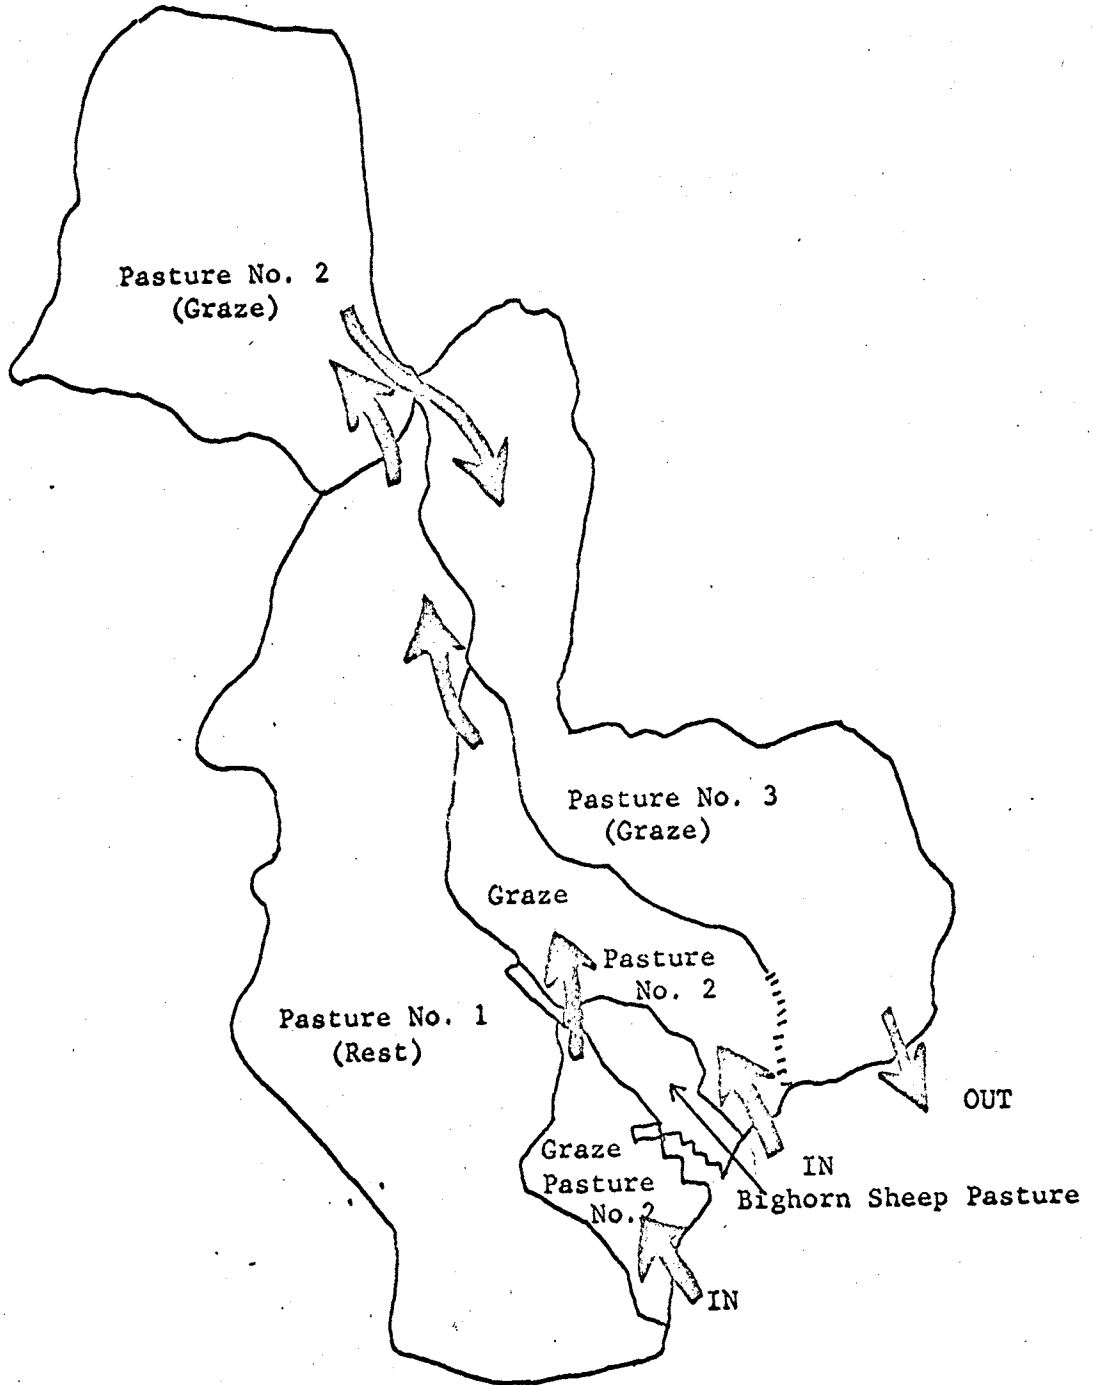 Pasture No. 2
(Graze)
Pasture No. 3
(Graze)
Graze
Pasture
No. 2
Pasture No. 1
(Rest)
OUT
Graze
Pasture
No.2
IN
Bighorn Sheep Pasture
IN